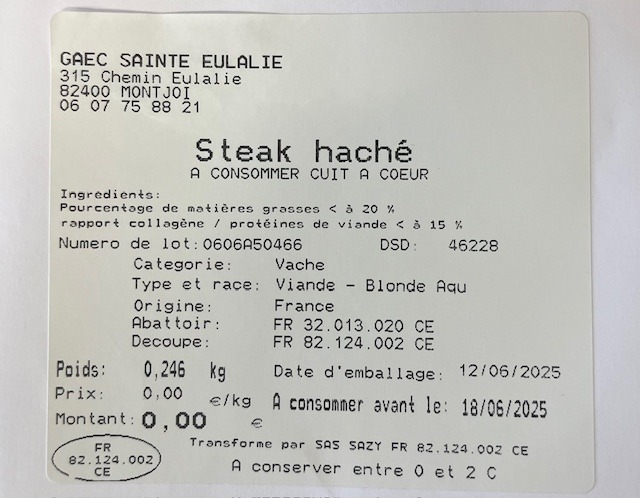 GAEC SAINTE EULALIE
315 Chemin Eulalie
82400 MONTJOI
06 07 75 88 21
Steak haché
A CONSOMMER CUIT A COEUR
Ingredients:
Pourcentage de matières grasses < à 20 %
rapport collagène / protéines de viande < à 15 %
Numero de lot:0606A50466 DSD: 46228
Categorie: Vache
Type et race: Viande - Blonde Aqu
Origine: France
Abattoir: FR 32.013.020 CE
Decoupe: FR 82.124.002 CE
Poids: 0,246 kg Date d'emballage: 12/06/2025
Prix: 0,00 €/kg A consommer avant le: 18/06/2025
Montant: 0,00 €
Transforme par SAS SAZY FR 82.124.002 CE
FR
82.124.002
CE
A conserver entre 0 et 2 C